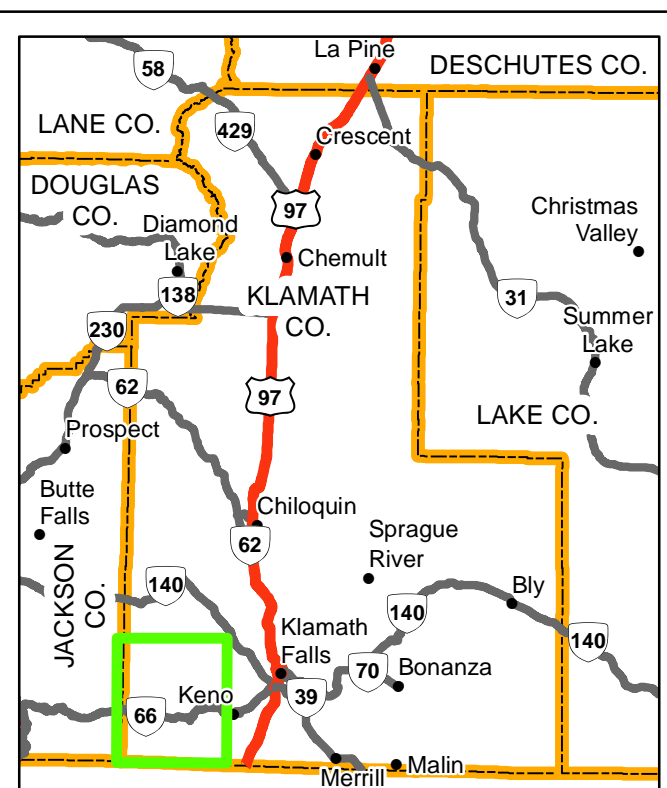 La Pine
58
DESCHUTES CO.
LANE CO.
429
Crescent
DOUGLAS
CO.
97
Christmas
Valley
Diamond
Lake
Chemult
138
KLAMATH
CO.
31
230
Summer
Lake
62
97
LAKE CO.
Prospect
Butte
Falls
Chiloquin
62
Sprague
River
JACKSON
CO.
140
140
Bly
140
Klamath
Falls
70
Bonanza
Keno
39
66
Merrill
Malin